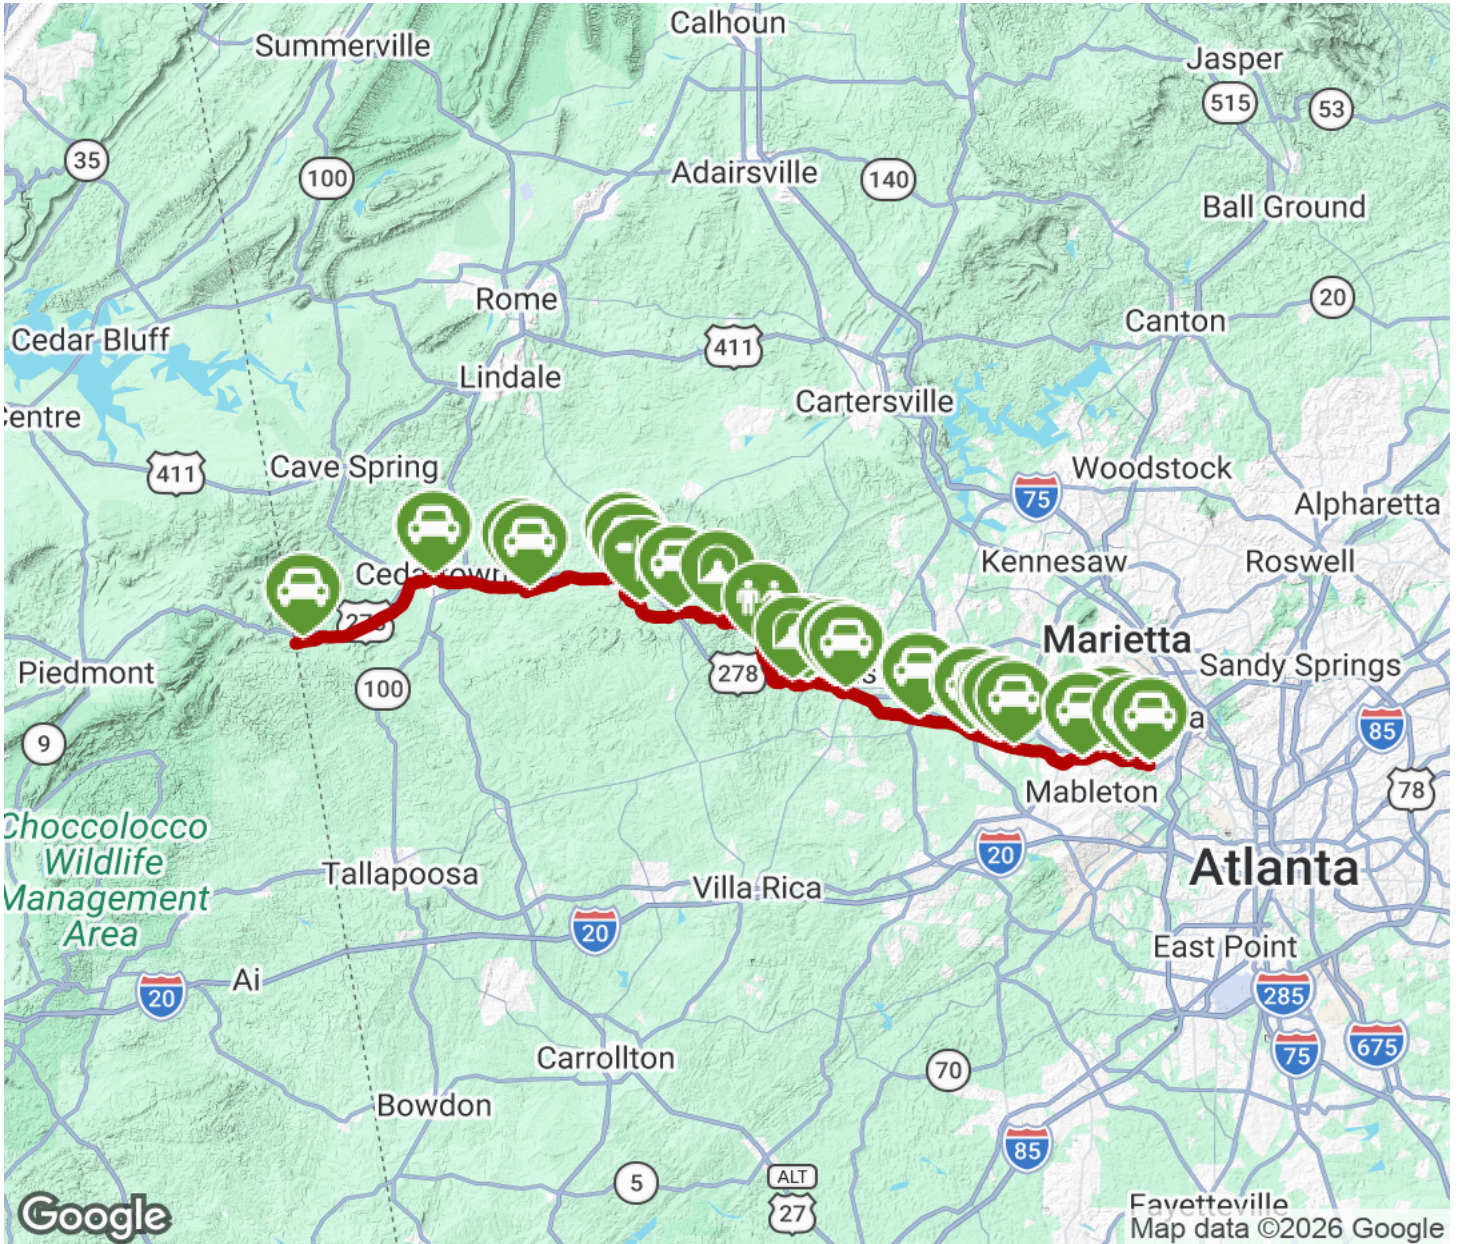 Calhoun
Summerville
Jasper
515
53
35
100
Adairsville
140
Ball Ground
Rome
20
Cedar Bluff
Canton
411
Lindale
Cartersville
Centre
Cave Spring
411
Woodstock
75
Alpharetta
Kennesaw
Roswell
Cedartown
278
Marietta
Sandy Springs
Piedmont
278
s
100
a
85
9
Mableton
78
Choccolocco
Wildlife
Management
Area
20
Atlanta
Tallapoosa
Villa Rica
20
East Point
Ai
20
285
75
675
Carrollton
70
Bowdon
85
5
ALT
27
Fayetteville
Google
Map data ©2026 Google